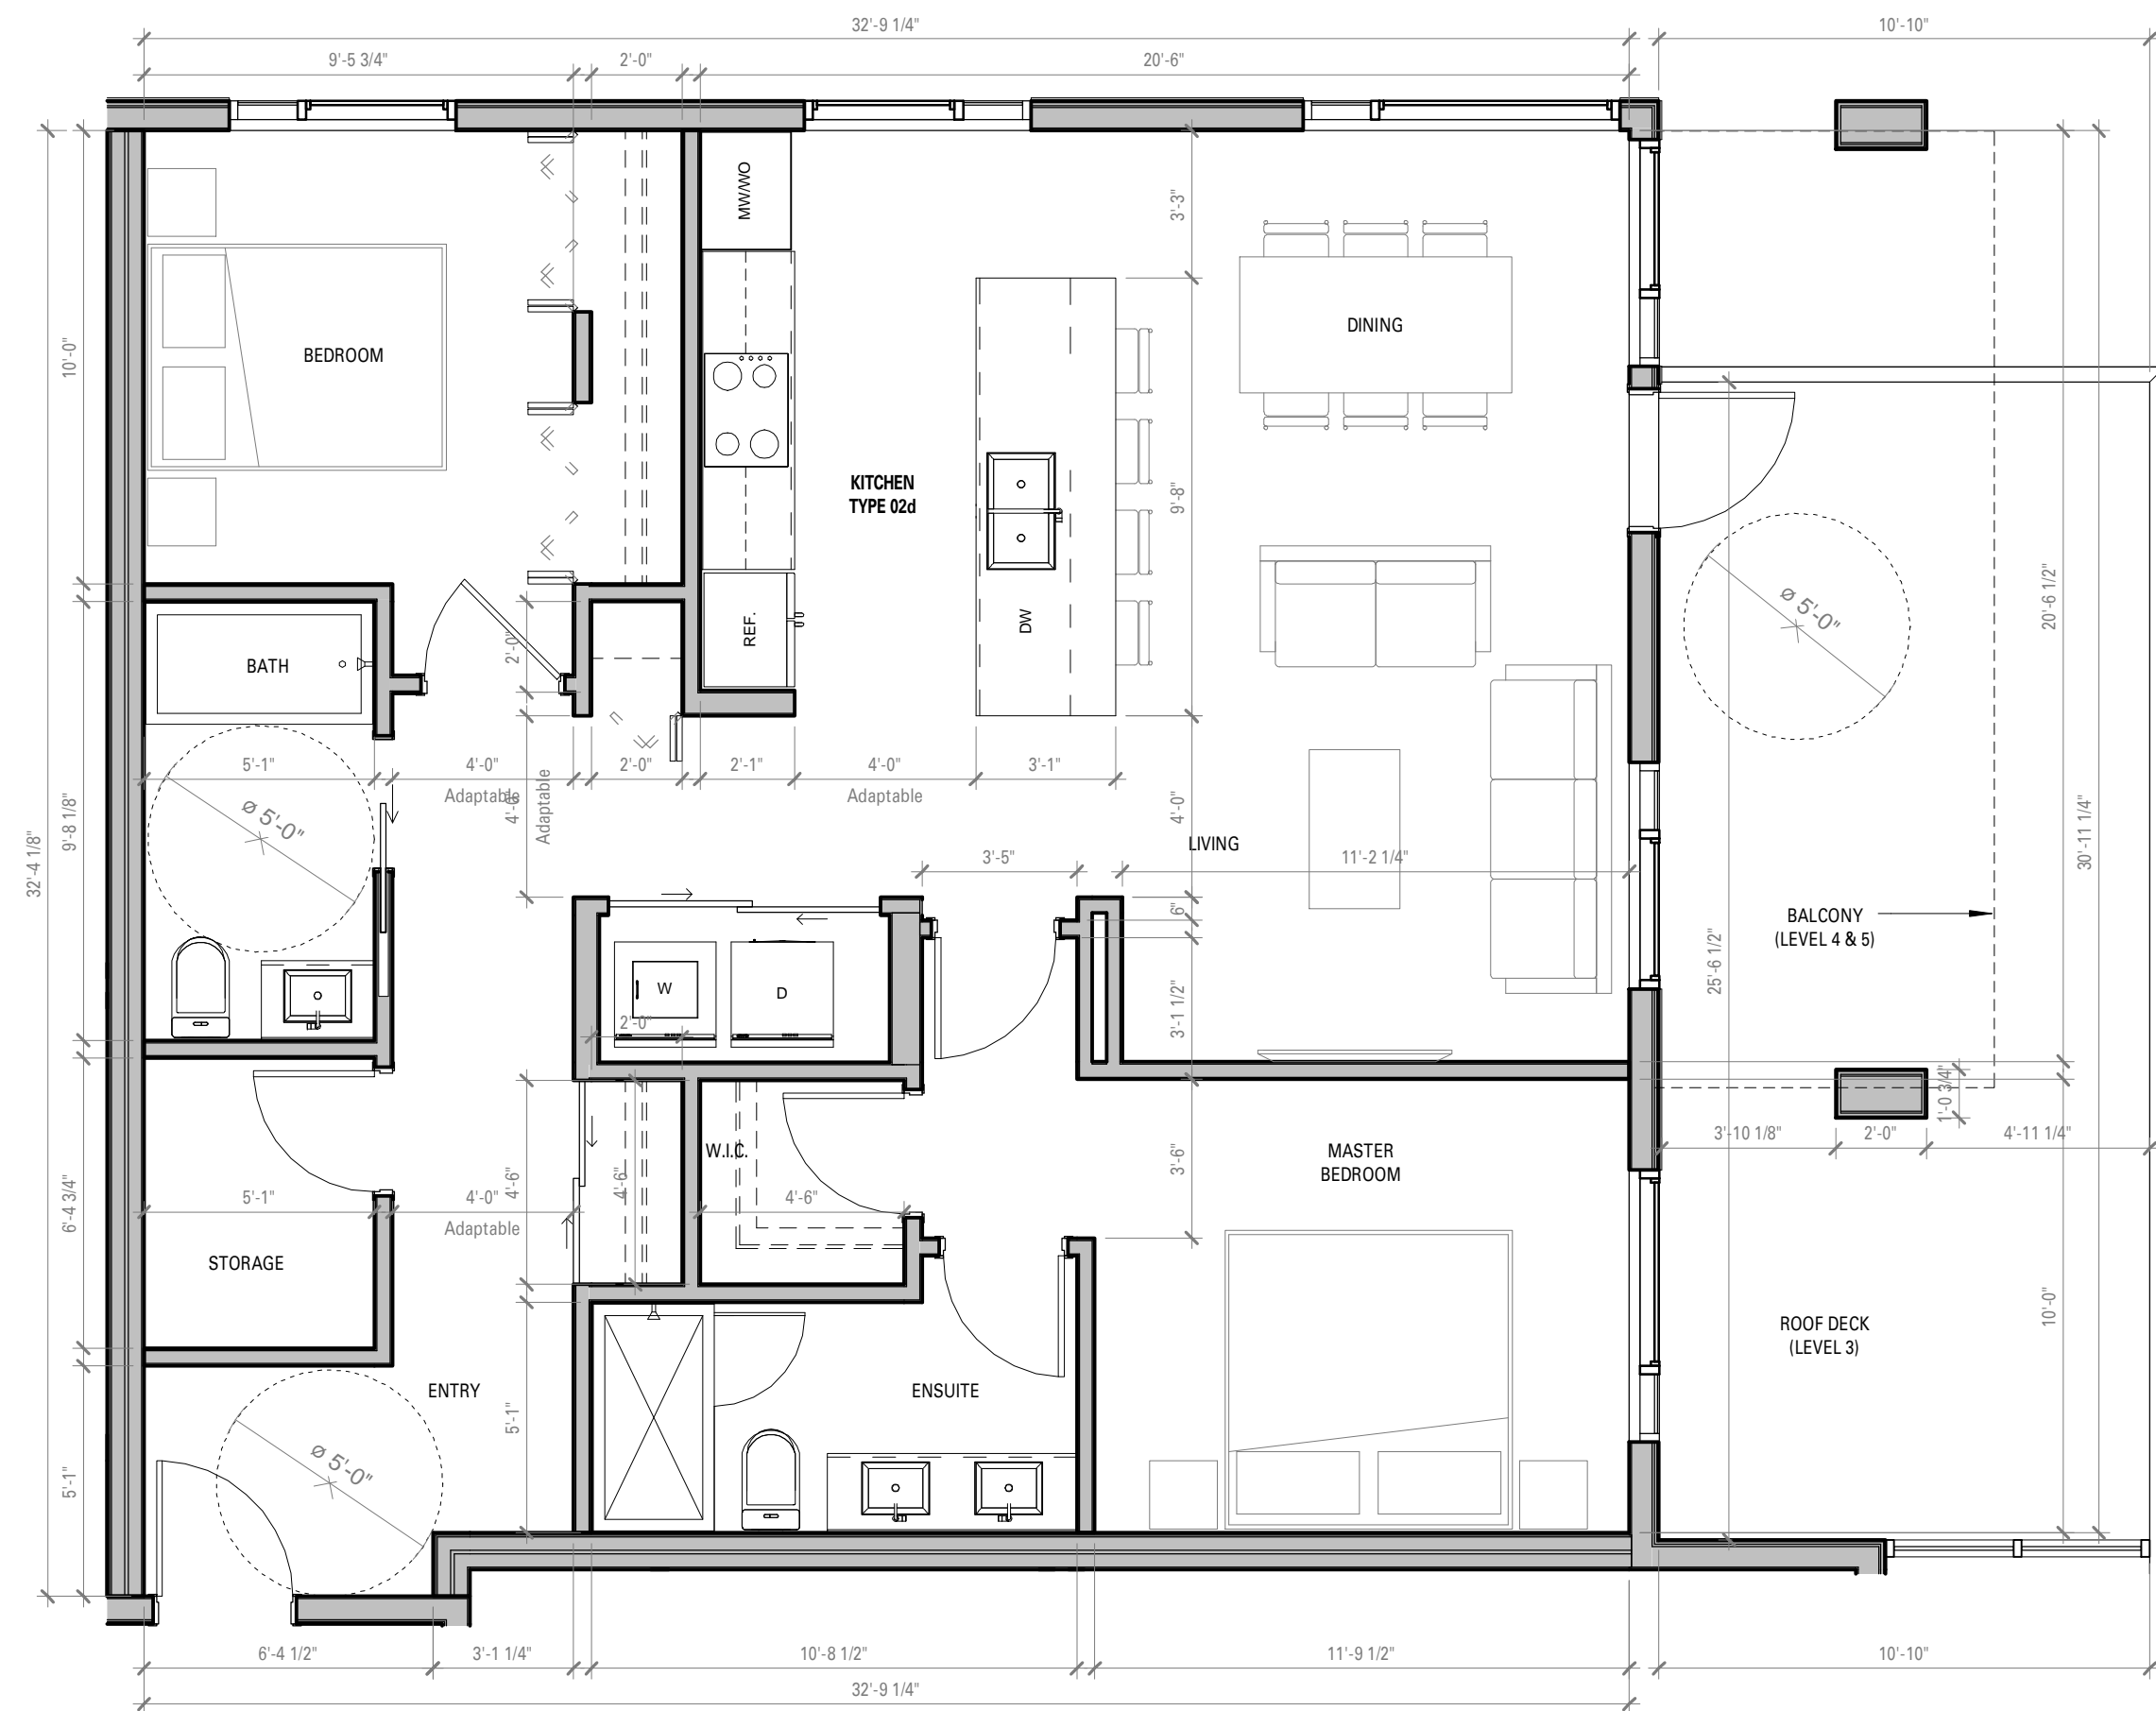 32'-9 1/4"
10'-10"
9'-5 3/4"
2'-0"
20'-6"
MW/WO
3'-3"
DINING
BEDROOM
10'-0"
KITCHEN
TYPE 02d
9'-8"
20'-6 1/2"
ø 5'-0"
REF.
DW
2'-0"
BATH
5'-1"
4'-0"
Adaptable
2'-0"
2'-1"
4'-0"
Adaptable
3'-1"
4'-0"
Adaptable
4'-0"
ø 5'-0"
9'-8 1/8"
32'-4 1/8"
30'-11 1/4"
LIVING
3'-5"
11'-2 1/4"
6"
BALCONY
(LEVEL 4 & 5)
25'-6 1/2"
W
D
2'-0"
3'-1 1/2"
1'-0 3/4"
3'-10 1/8"
2'-0"
4'-11 1/4"
W.I.C.
3'-6"
MASTER
BEDROOM
6'-4 3/4"
5'-1"
4'-0"
Adaptable
4'-6"
4'-6"
4'-6"
STORAGE
10'-0"
ROOF DECK
(LEVEL 3)
ENTRY
ENSUITE
5'-1"
ø 5'-0"
5'-1"
6'-4 1/2"
3'-1 1/4"
10'-8 1/2"
11'-9 1/2"
10'-10"
32'-9 1/4"